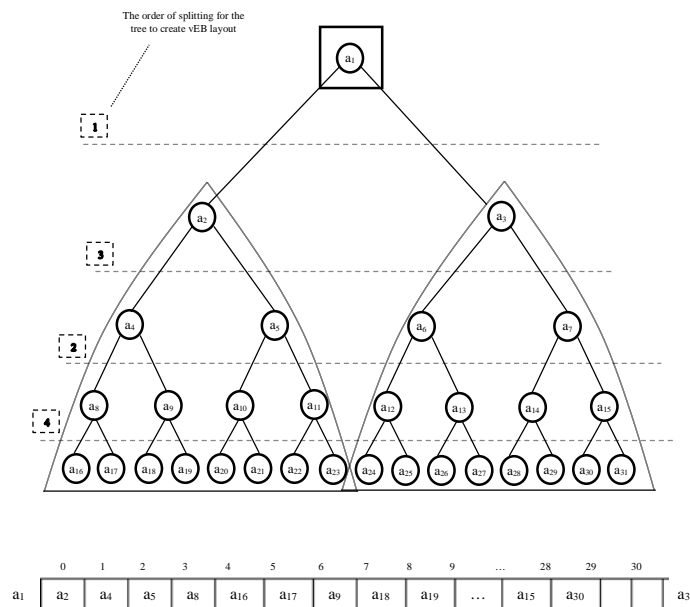 The order of splitting for the
tree to create vEB layout
a1
1
a2 a3
3
a4 a5 a6 a7
2
a8 a9 a10 a11 a12 a13 a14 a15
4
a16 a17 a18 a19 a20 a21 a22 a23 a24 a25 a26 a27 a28 a29 a30 a31
0 1 2 3 4 5 6 7 8 9 ... 28 29 30
a1 a2 a4 a5 a8 a16 a17 a9 a18 a19 ... a15 a30 a3